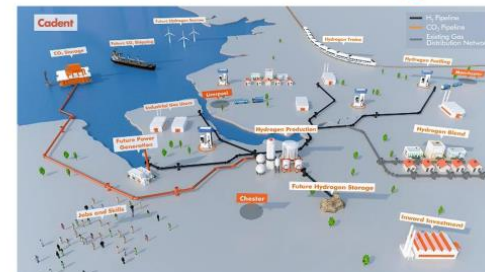 Cadent
Future Hydrogen Sources
H₂ Pipeline
CO₂ Pipeline
Existing Gas
Distribution Network
CO₂ Storage
Future CO₂ Shipping
Hydrogen Trains
Hydrogen Fuelling
Manchester
Liverpool
Industrial Gas Users
Hydrogen Production
Hydrogen Blend
Future Power
Generation
Future Hydrogen Storage
Chester
Jobs and Skills
Inward Investment